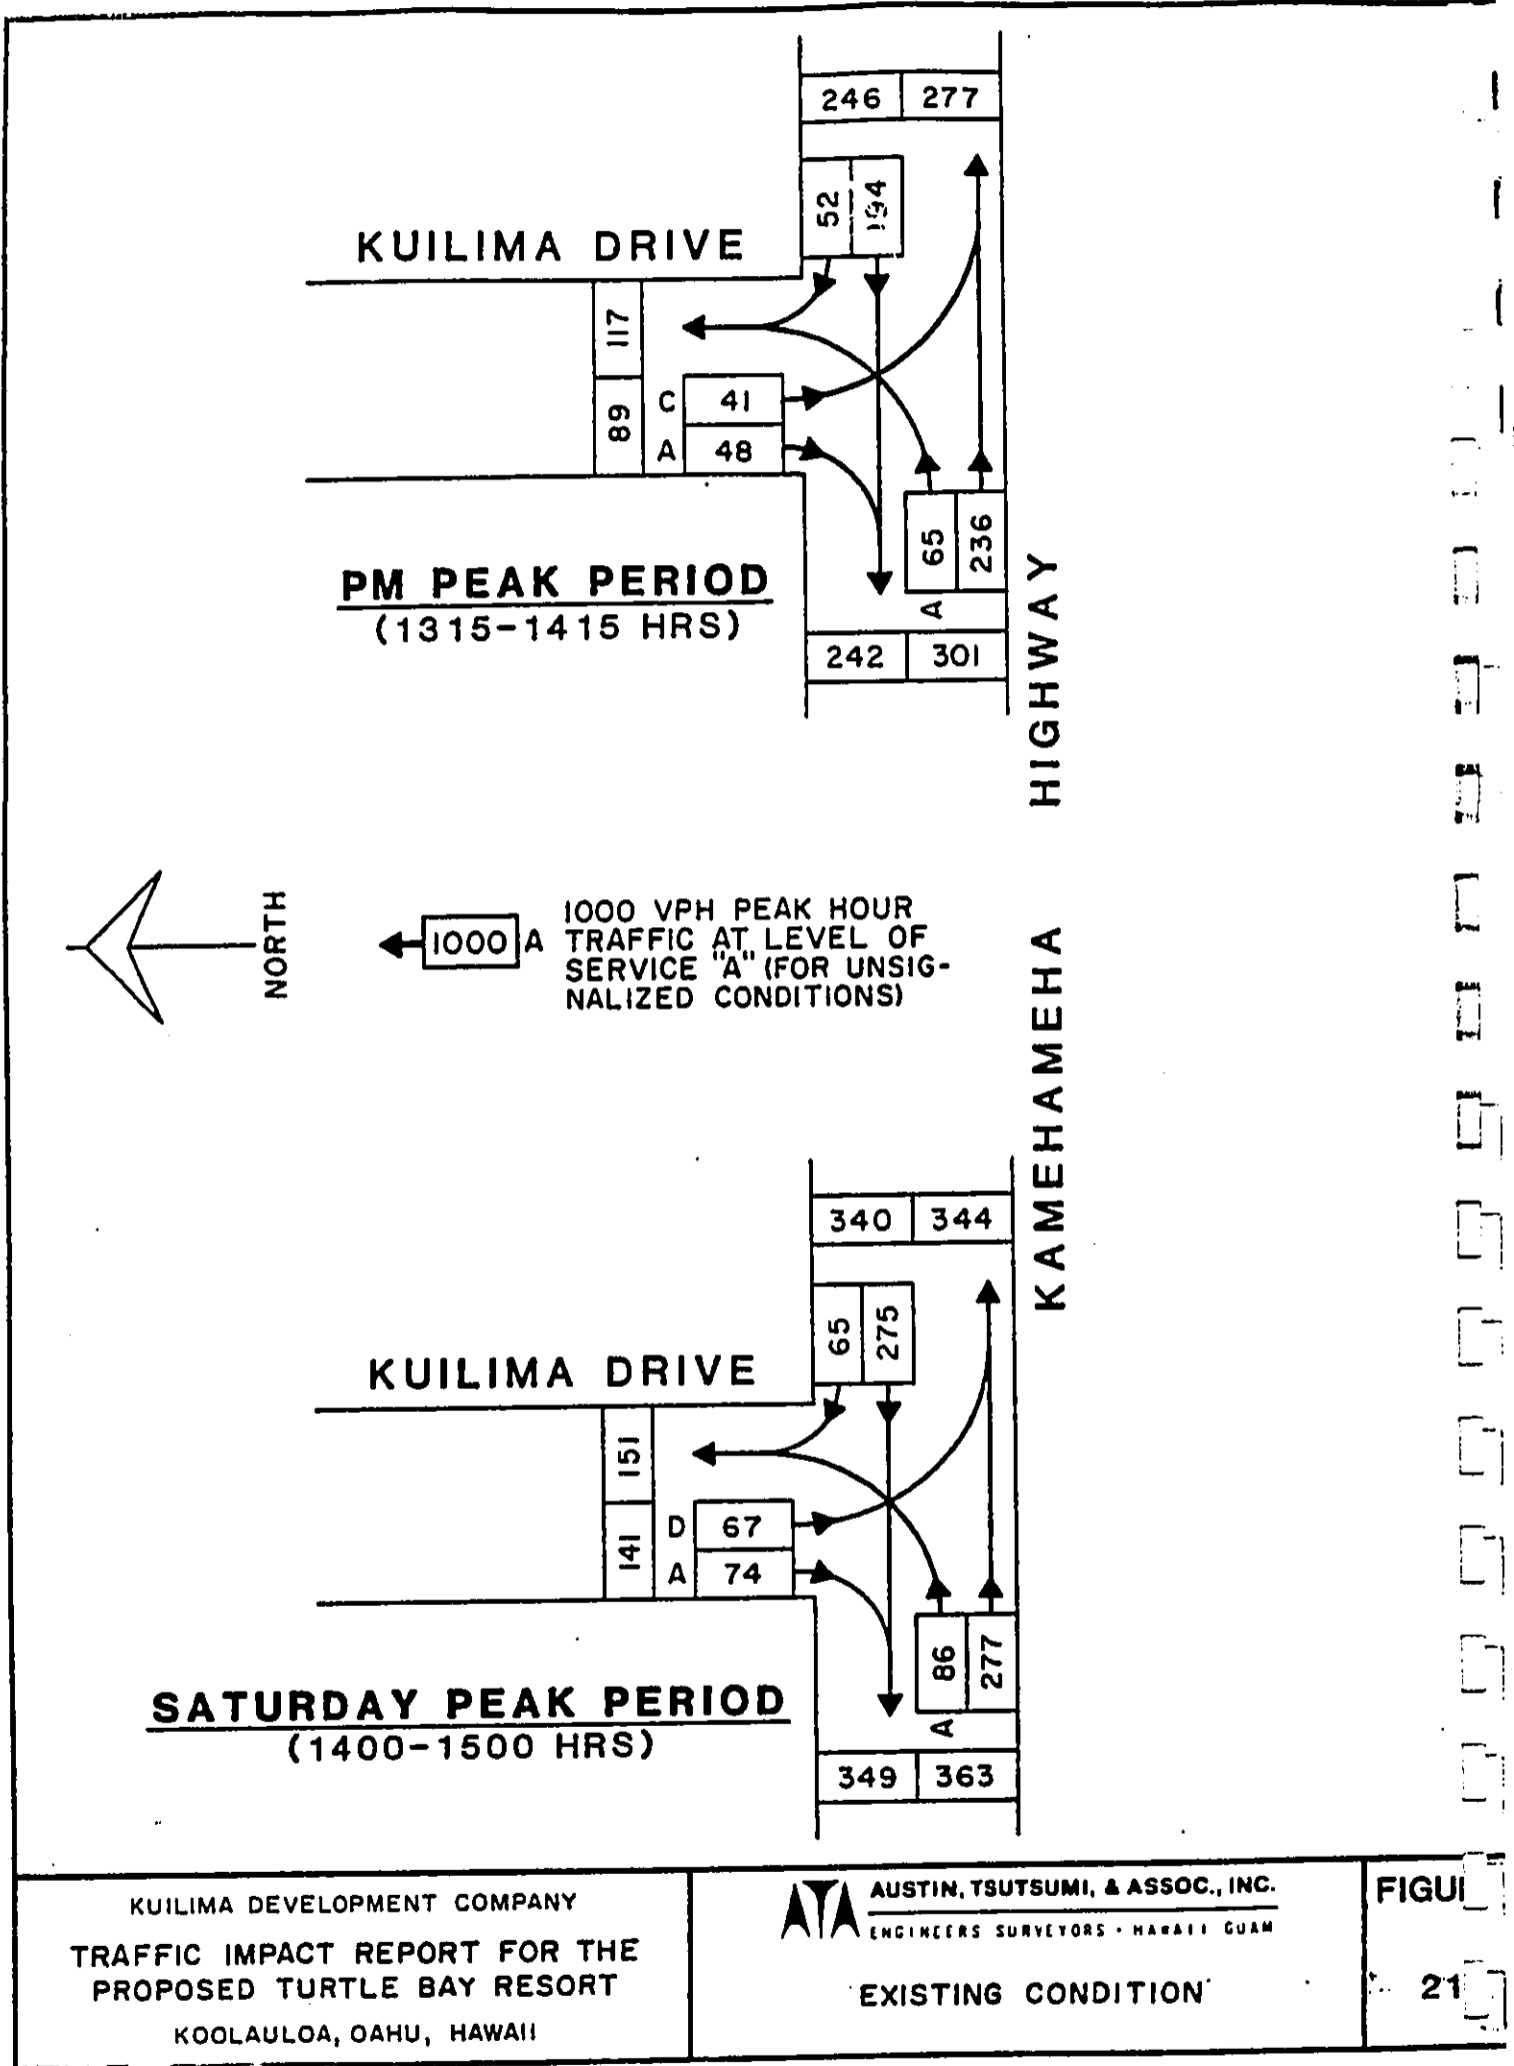 246 277
52
194
KUILIMA DRIVE
117
89
C 41
A 48
65
236
A
PM PEAK PERIOD
(1315-1415 HRS)
242 301
KAMEHAMEHA HIGHWAY
NORTH
1000 A
1000 VPH PEAK HOUR
TRAFFIC AT LEVEL OF
SERVICE "A" (FOR UNSIG-
NALIZED CONDITIONS)
340 344
65
275
KUILIMA DRIVE
151
141
D 67
A 74
86
277
A
SATURDAY PEAK PERIOD
(1400-1500 HRS)
349 363
KUILIMA DEVELOPMENT COMPANY
TRAFFIC IMPACT REPORT FOR THE
PROPOSED TURTLE BAY RESORT
KOOLAULOA, OAHU, HAWAII
ATA
AUSTIN, TSUTSUMI, & ASSOC., INC.
ENGINEERS SURVEYORS • HAWAII GUAM
EXISTING CONDITION
21